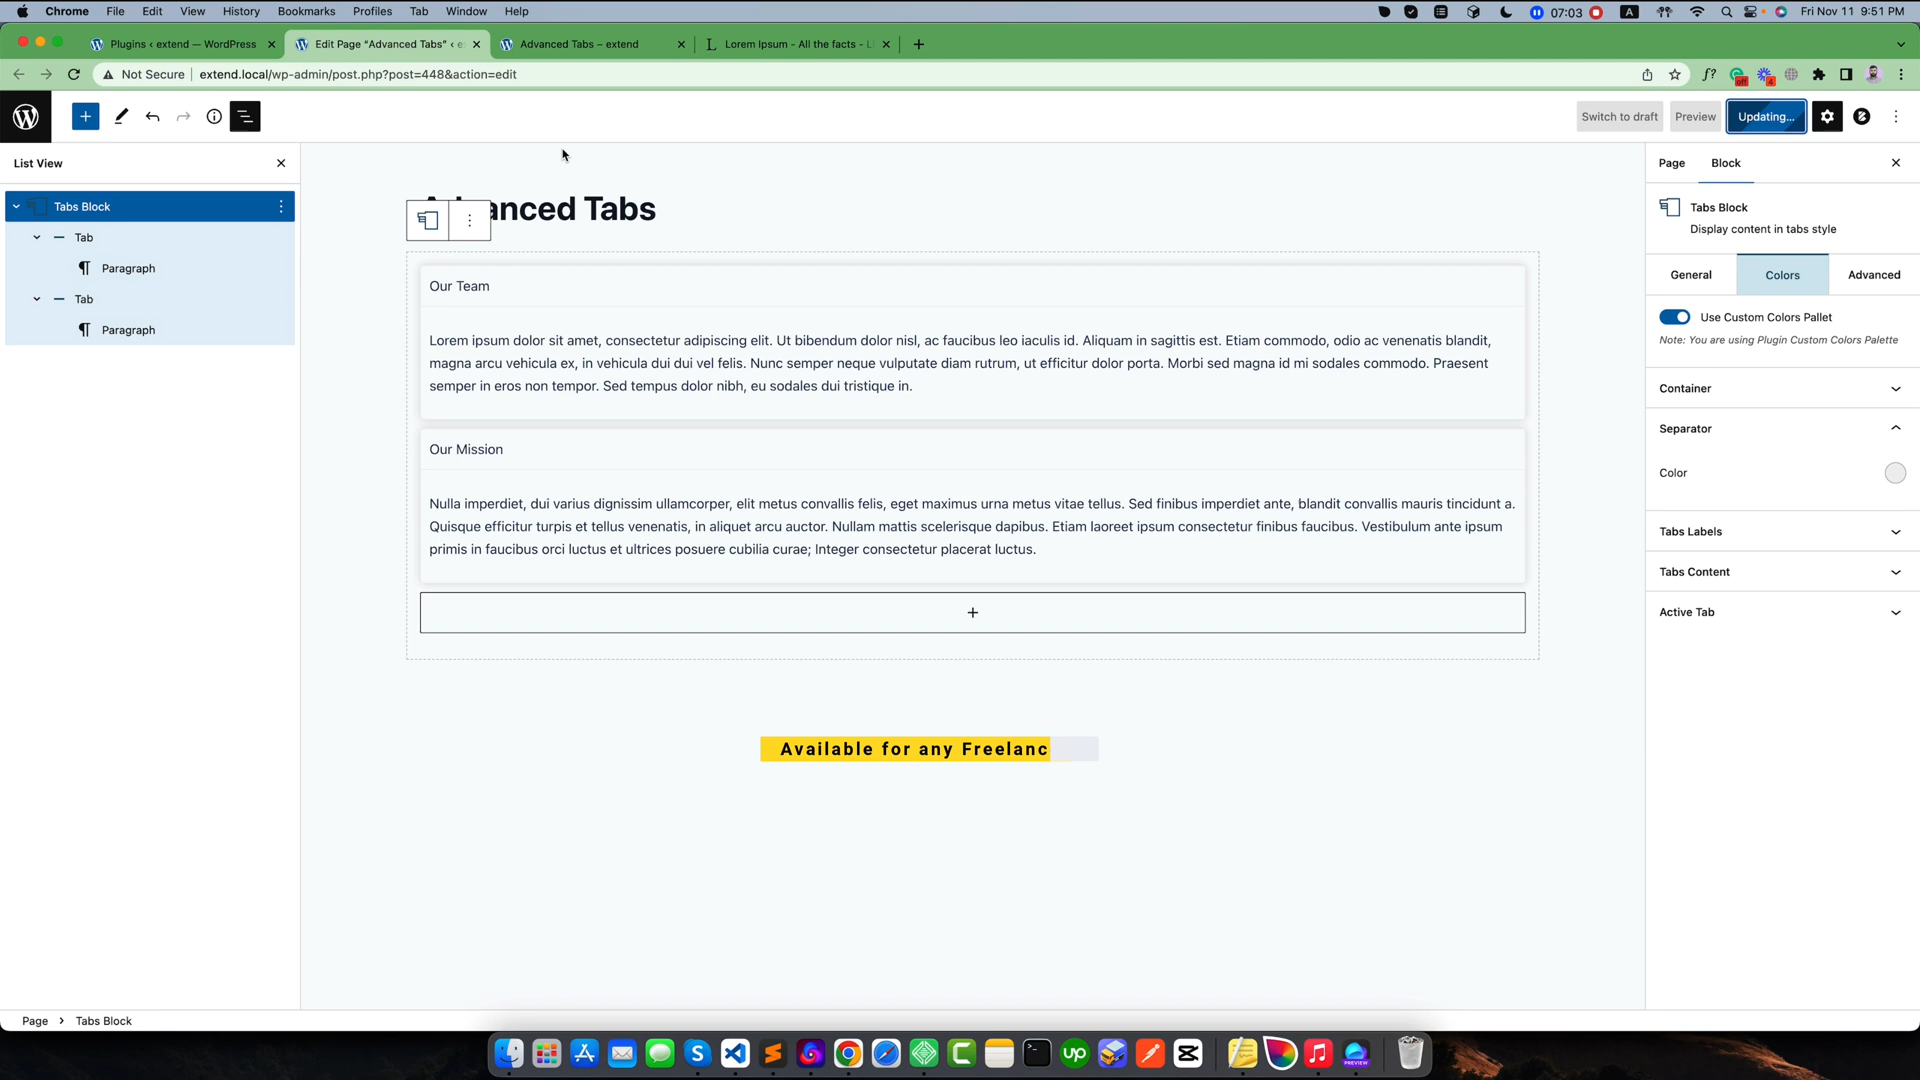 Chrome File Edit View History Bookmarks Profiles Tab Window Help 07:03 A Fri Nov 11 9:51 PM
Plugins ‹ extend — WordPress
Edit Page "Advanced Tabs" ‹ e
Advanced Tabs – extend
Lorem Ipsum - All the facts - L
Not Secure extend.local/wp-admin/post.php?post=448&action=edit
f?
off
4
Switch to draft Preview Updating...
List View
Page Block
Tabs Block
Tab
Paragraph
Tab
Paragraph
anced Tabs
Our Team
Lorem ipsum dolor sit amet, consectetur adipiscing elit. Ut bibendum dolor nisl, ac faucibus leo iaculis id. Aliquam in sagittis est. Etiam commodo, odio ac venenatis blandit,
magna arcu vehicula ex, in vehicula dui dui vel felis. Nunc semper neque vulputate diam rutrum, ut efficitur dolor porta. Morbi sed magna id mi sodales commodo. Praesent
semper in eros non tempor. Sed tempus dolor nibh, eu sodales dui tristique in.
Our Mission
Nulla imperdiet, dui varius dignissim ullamcorper, elit metus convallis felis, eget maximus urna metus vitae tellus. Sed finibus imperdiet ante, blandit convallis mauris tincidunt a.
Quisque efficitur turpis et tellus venenatis, in aliquet arcu auctor. Nullam mattis scelerisque dapibus. Etiam laoreet ipsum consectetur finibus faucibus. Vestibulum ante ipsum
primis in faucibus orci luctus et ultrices posuere cubilia curae; Integer consectetur placerat luctus.
+
Available for any Freelanc
Tabs Block
Display content in tabs style
General Colors Advanced
Use Custom Colors Pallet
Note: You are using Plugin Custom Colors Palette
Container
Separator
Color
Tabs Labels
Tabs Content
Active Tab
Page › Tabs Block
up
PREVIEW